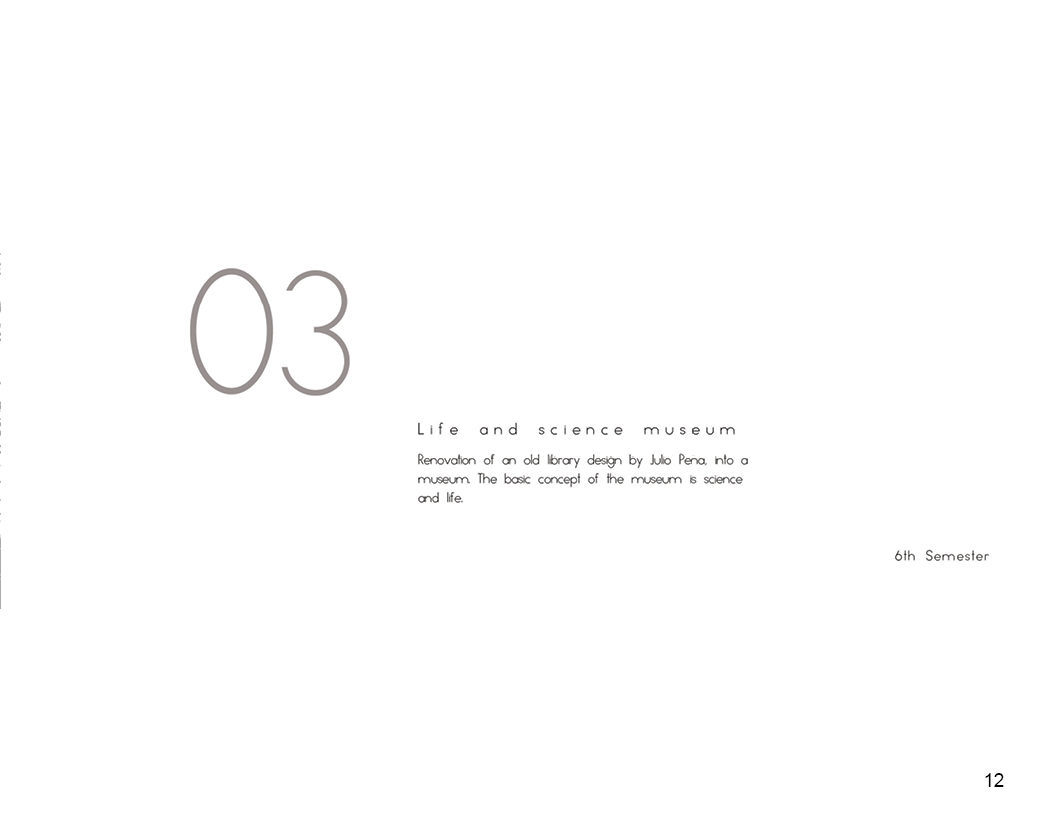 03
Life and science museum
Renovation of an old library design by Julio Pena, into a
museum. The basic concept of the museum is science
and life.
6th Semester
12